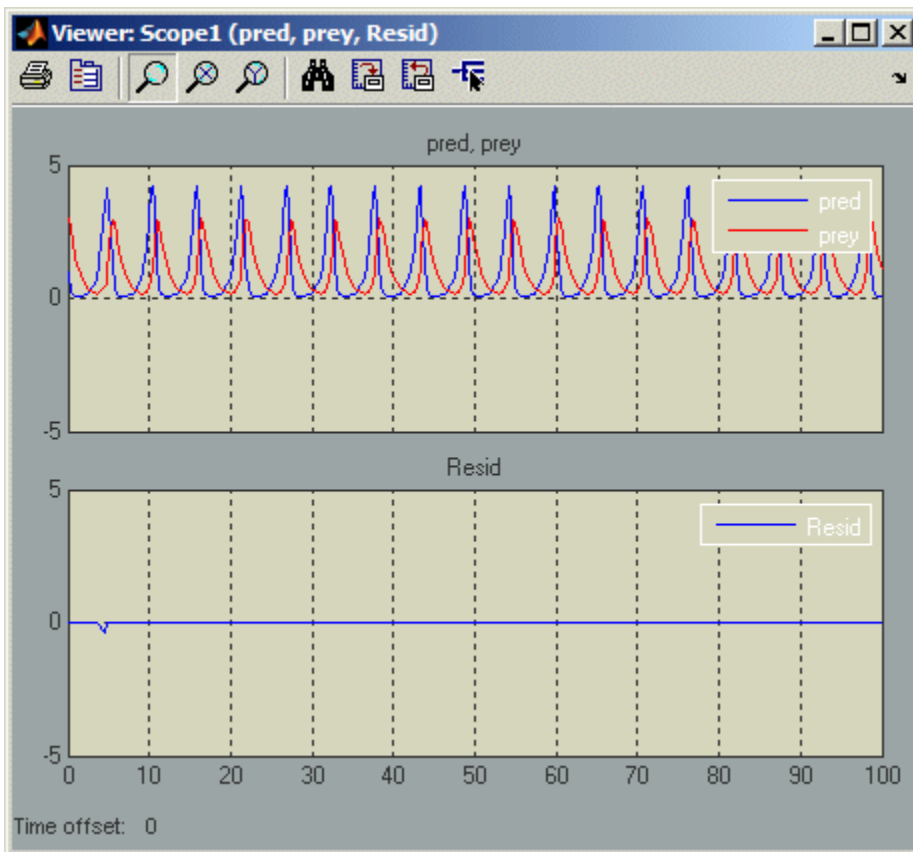 Viewer: Scope1 (pred, prey, Resid)
pred, prey
5
0
-5
pred
prey
Resid
5
0
-5
Resid
0 10 20 30 40 50 60 70 80 90 100
Time offset: 0